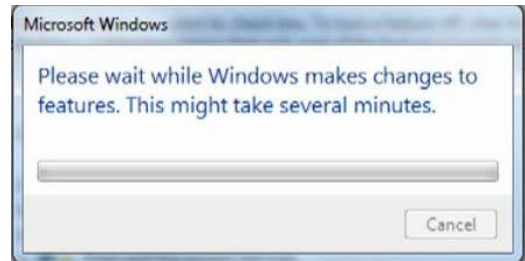 Microsoft Windows
Please wait while Windows makes changes to
features. This might take several minutes.
Cancel